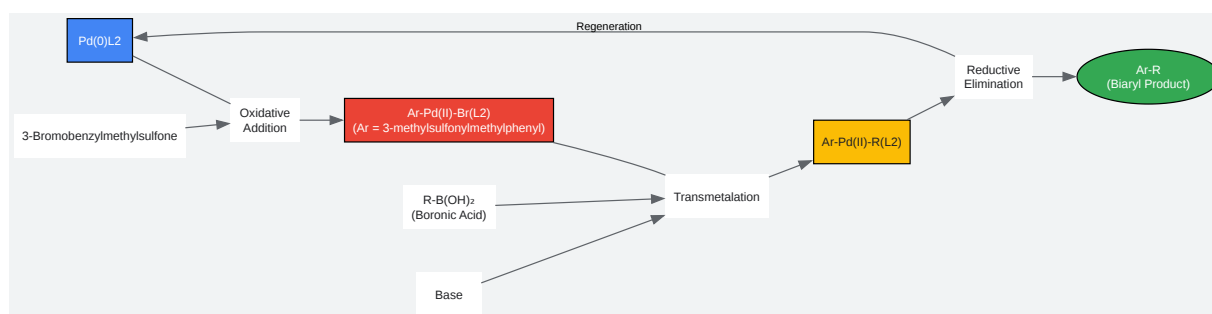 Regeneration
Pd(0)L2
3-Bromobenzylmethylsulfone
Oxidative
Addition
Ar-Pd(II)-Br(L2)
(Ar = 3-methylsulfonylmethylphenyl)
R-B(OH)₂
(Boronic Acid)
Base
Transmetalation
Ar-Pd(II)-R(L2)
Reductive
Elimination
Ar-R
(Biaryl Product)